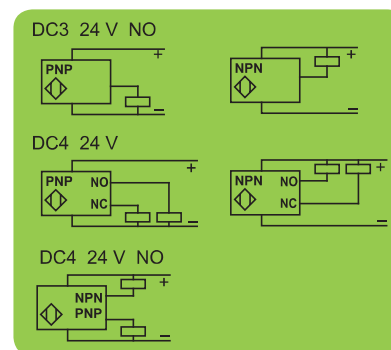 DC3 24 V NO
PNP
+
−
NPN
+
−
DC4 24 V
PNP NO
NC
+
−
NPN NO
NC
+
−
DC4 24 V NO
NPN
PNP
+
−